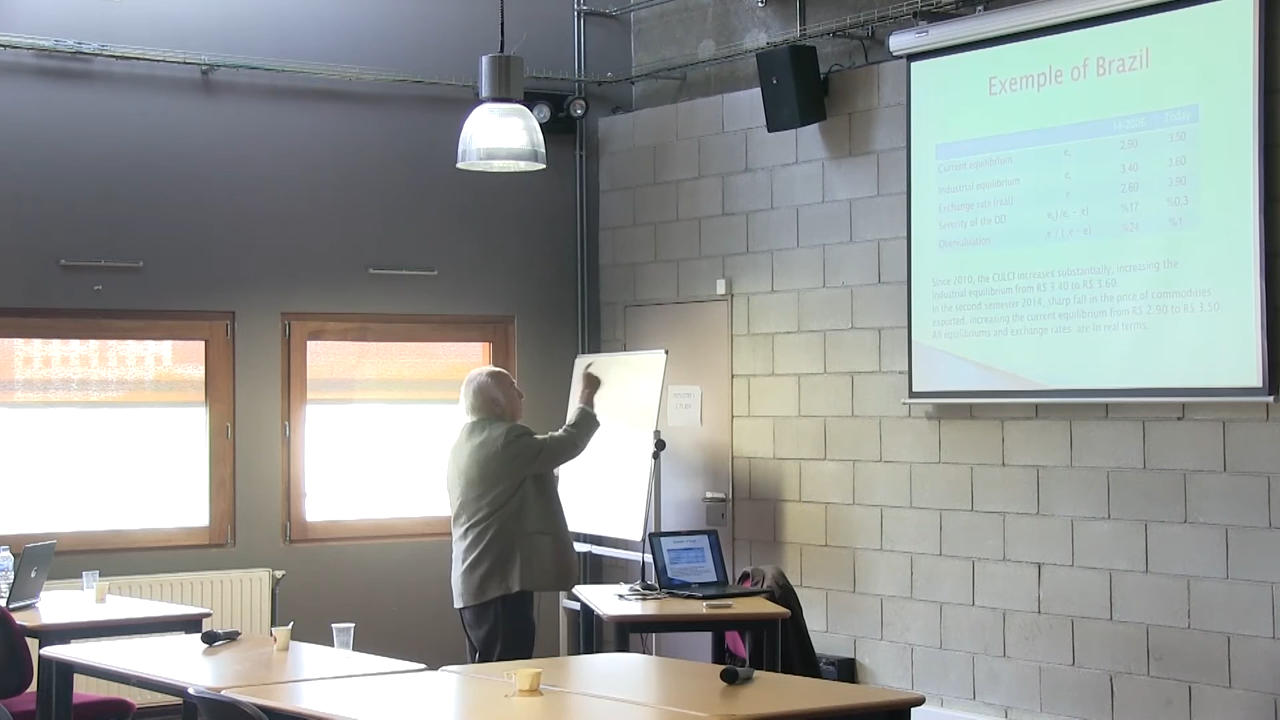 Exemple of Brazil
Today
Current equilibrium 2.90 3.50
Industrial equilibrium 3.40 3.60
Exchange rate (real) e 2.60 3.90
Severity of the DD %17 %0,3
Overvaluation %24 %1
Since 2010, the CULCI increases substantially, increasing the
industrial equilibrium from R$ 3.40 to R$ 3.60.
In the second semester 2014, sharp fall is the price of commodities
exported, increasing the current equilibrium from R$ 2.90 to R$ 3.50.
All equilibriums and exchange rates are in real terms.